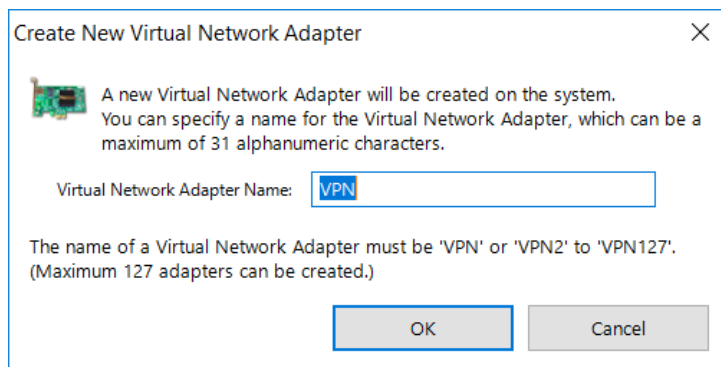 Create New Virtual Network Adapter
A new Virtual Network Adapter will be created on the system.
You can specify a name for the Virtual Network Adapter, which can be a
maximum of 31 alphanumeric characters.
Virtual Network Adapter Name: VPN
The name of a Virtual Network Adapter must be 'VPN' or 'VPN2' to 'VPN127'.
(Maximum 127 adapters can be created.)
OK Cancel